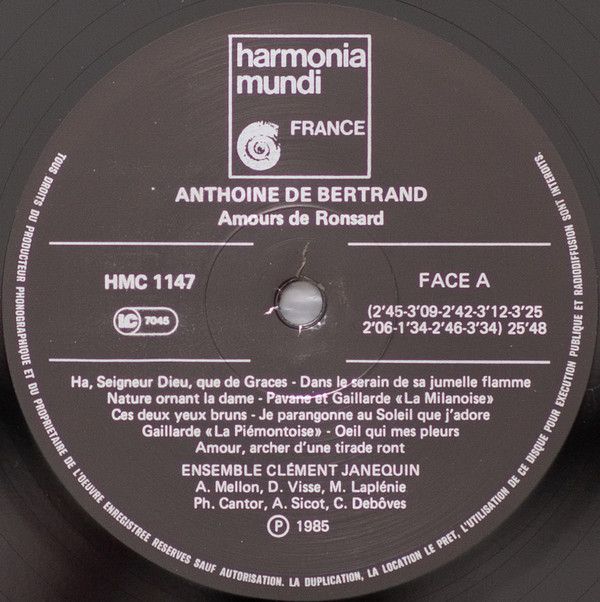 harmonia
mundi
FRANCE
ANTHOINE DE BERTRAND
Amours de Ronsard
HMC 1147
FACE A
LC 7045
(2'45-3'09-2'42-3'12-3'25
2'06-1'34-2'46-3'34) 25'48
Ha, Seigneur Dieu, que de Graces - Dans le serain de sa jumelle flamme
Nature ornant la dame - Pavane et Gaillarde «La Milanoise»
Ces deux yeux bruns - Je parangonne au Soleil que j'adore
Gaillarde «La Piémontoise» - Oeil qui mes pleurs
Amour, archer d'une tirade ront
ENSEMBLE CLÉMENT JANEQUIN
A. Mellon, D. Visse, M. Laplénie
Ph. Cantor, A. Sicot, C. Debôves
Ⓟ 1985
TOUS DROITS DU PRODUCTEUR PHONOGRAPHIQUE ET DU PROPRIETAIRE DE L'ŒUVRE ENREGISTREE RESERVES SAUF AUTORISATION. LA DUPLICATION, LA LOCATION LE PRET, L'UTILISATION DE CE DISQUE POUR EXECUTION PUBLIQUE ET RADIODIFFUSION SONT INTERDITS.